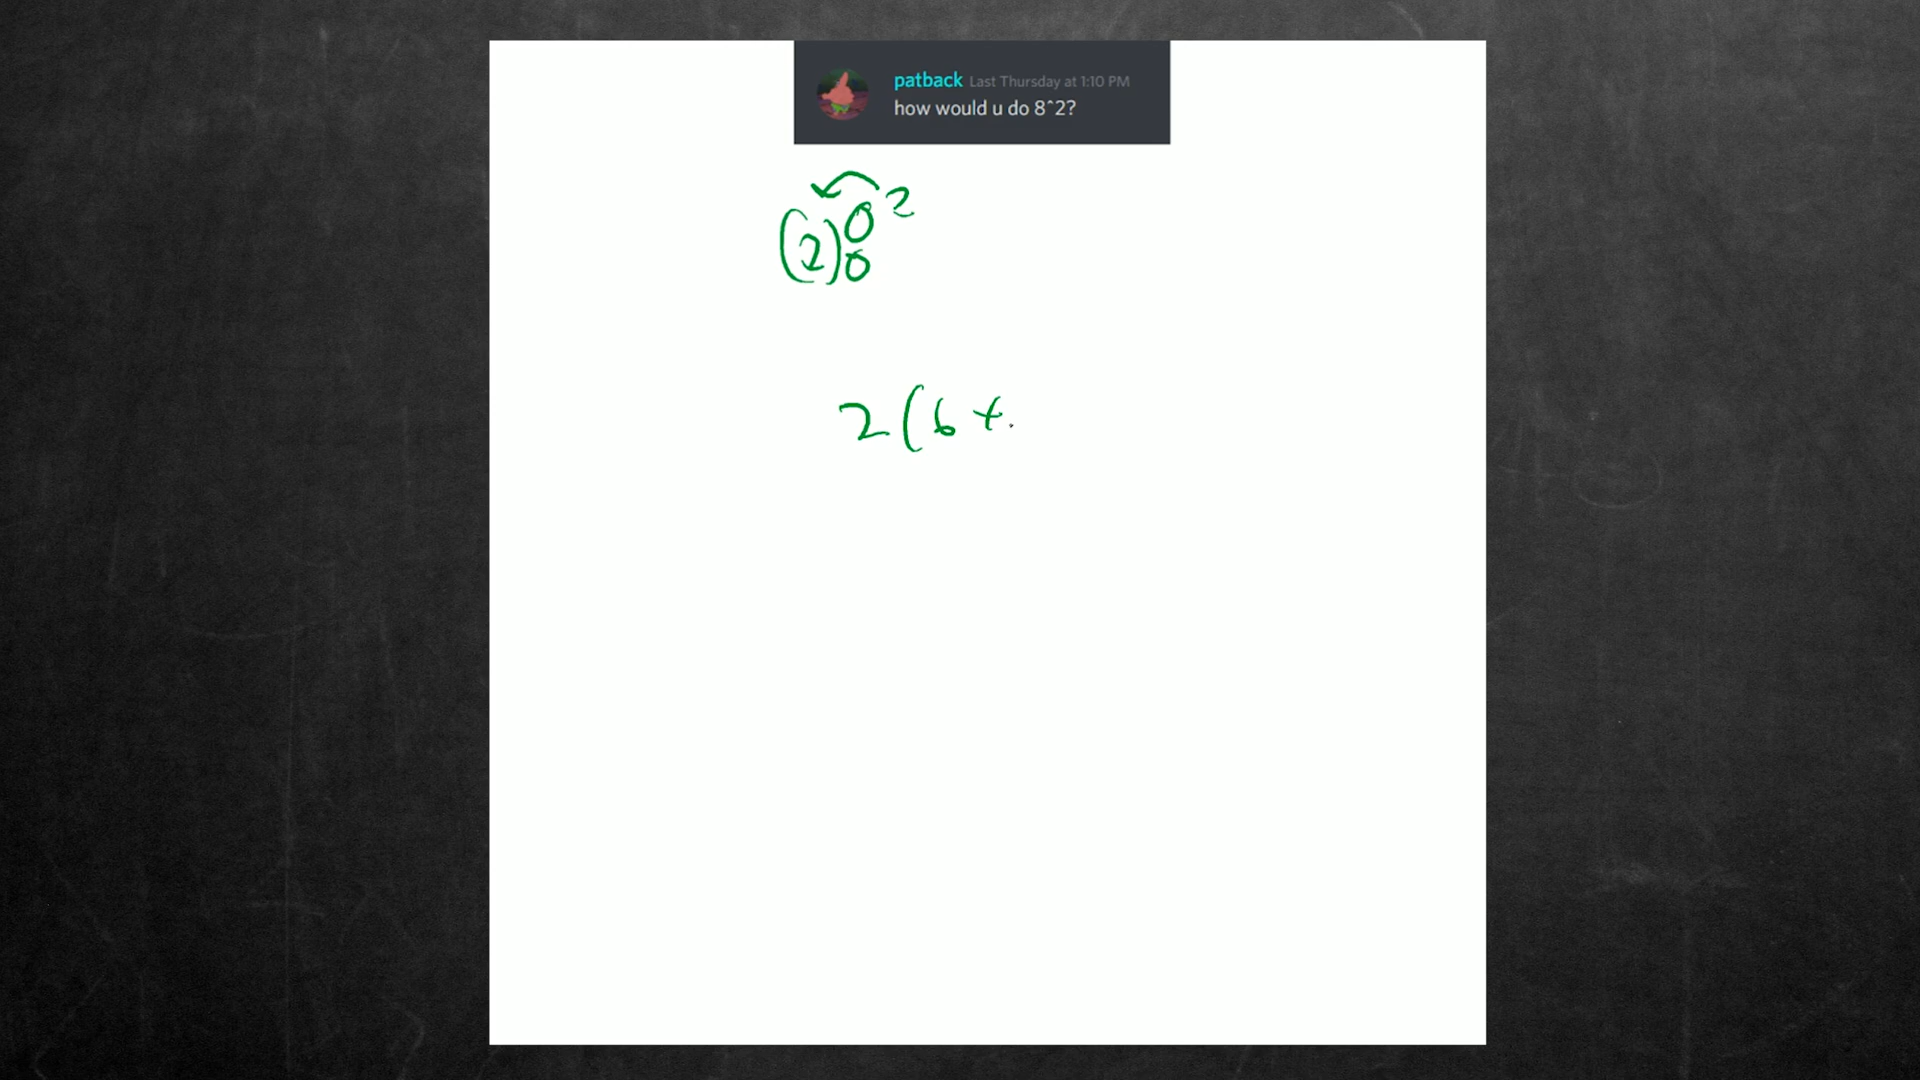 patback Last Thursday at 1:10 PM
how would u do 8^2?
(2) 0 2
0
2 ( 6 +